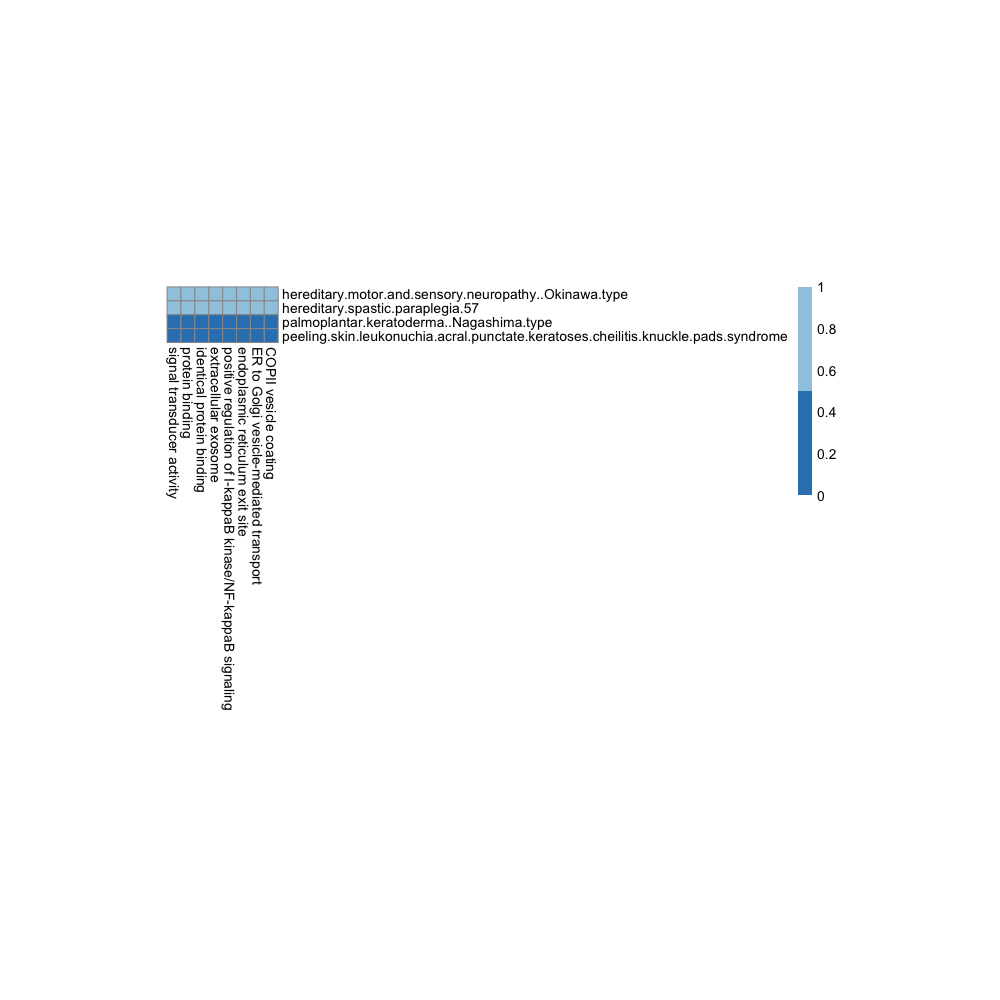 hereditary.motor.and.sensory.neuropathy..Okinawa.type
hereditary.spastic.paraplegia.57
palmoplantar.keratoderma..Nagashima.type
peeling.skin.leukonuchia.acral.punctate.keratoses.cheilitis.knuckle.pads.syndrome
signal transducer activity
protein binding
identical protein binding
extracellular exosome
positive regulation of I-kappaB kinase/NF-kappaB signaling
endoplasmic reticulum exit site
ER to Golgi vesicle-mediated transport
COPII vesicle coating
1
0.8
0.6
0.4
0.2
0